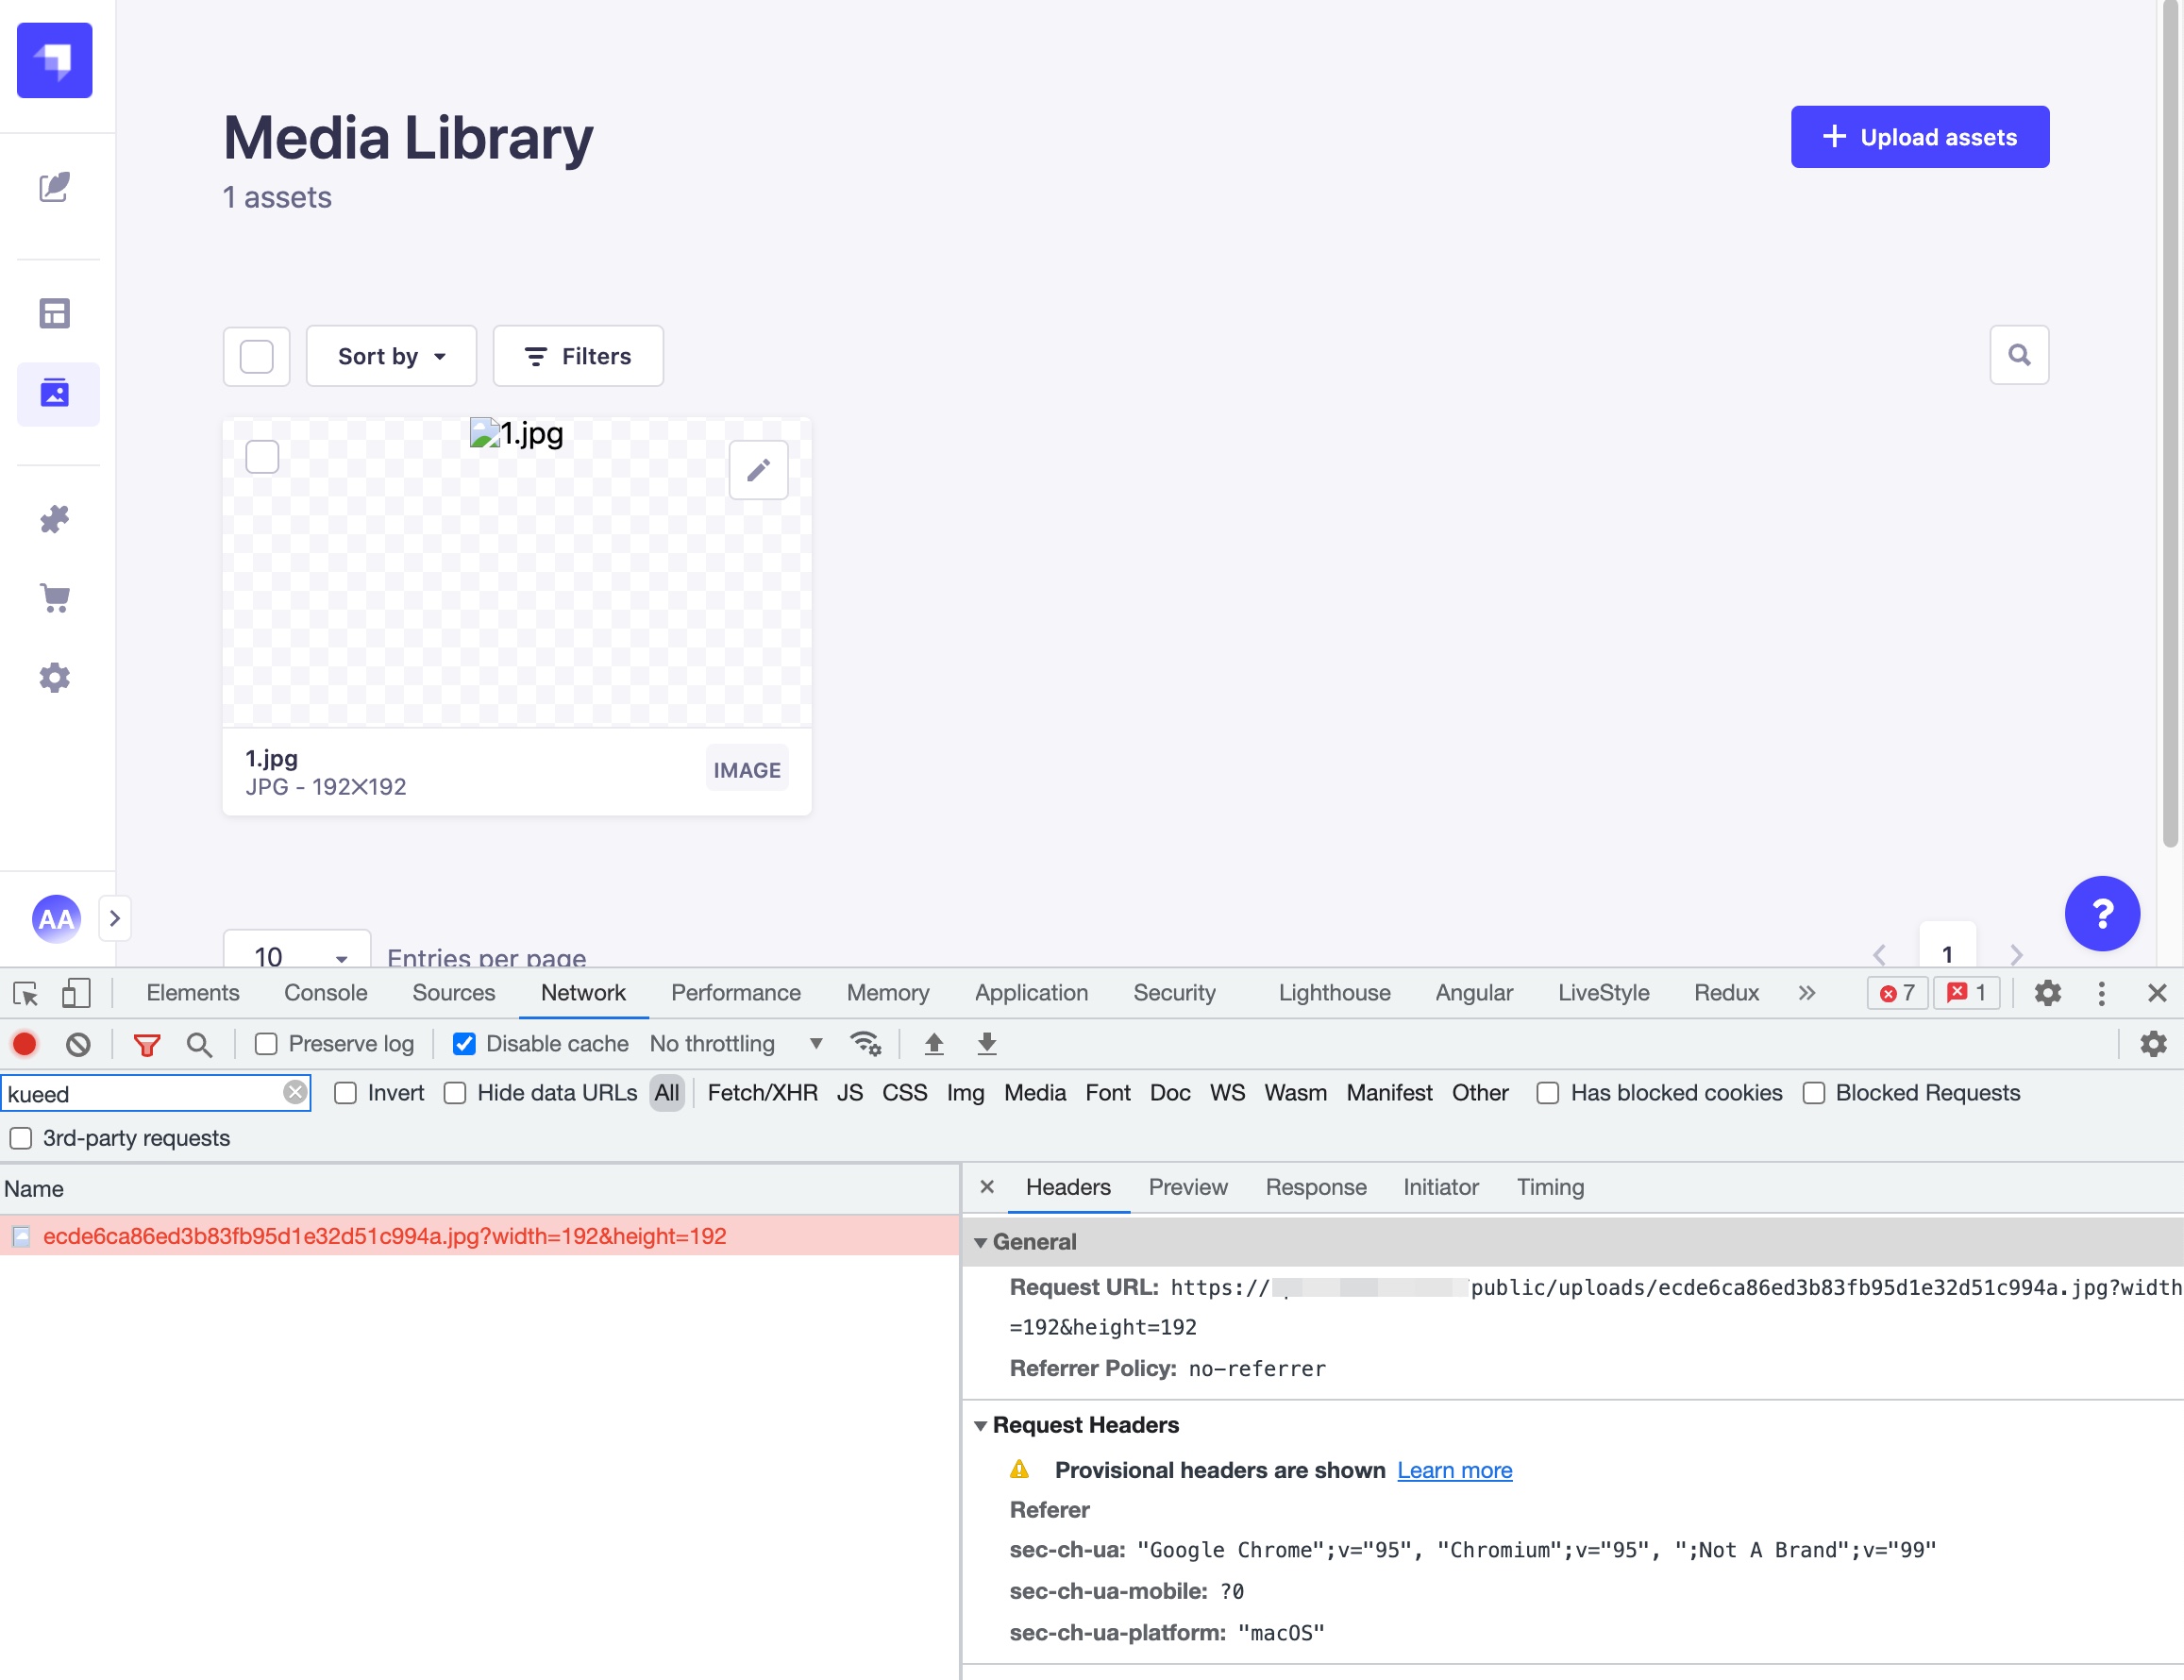 Media Library
1 assets
+ Upload assets
Sort by
Filters
1.jpg
1.jpg
JPG - 192✕192
IMAGE
AA
10
Entries per page
1
?
Elements Console Sources Network Performance Memory Application Security Lighthouse Angular LiveStyle Redux » 7 1
Preserve log Disable cache No throttling
kueed Invert Hide data URLs All Fetch/XHR JS CSS Img Media Font Doc WS Wasm Manifest Other Has blocked cookies Blocked Requests
3rd-party requests
Name
ecde6ca86ed3b83fb95d1e32d51c994a.jpg?width=192&height=192
Headers Preview Response Initiator Timing
General
Request URL: https:// public/uploads/ecde6ca86ed3b83fb95d1e32d51c994a.jpg?width
=192&height=192
Referrer Policy: no-referrer
Request Headers
Provisional headers are shown Learn more
Referer
sec-ch-ua: "Google Chrome";v="95", "Chromium";v="95", ";Not A Brand";v="99"
sec-ch-ua-mobile: ?0
sec-ch-ua-platform: "macOS"